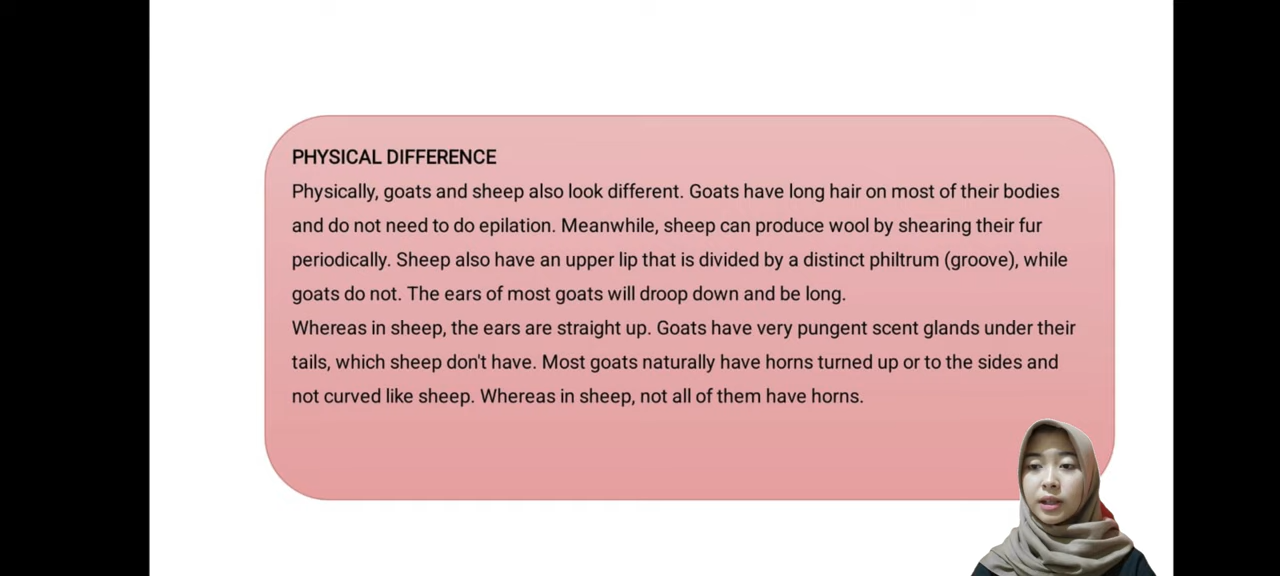 PHYSICAL DIFFERENCE
Physically, goats and sheep also look different. Goats have long hair on most of their bodies
and do not need to do epilation. Meanwhile, sheep can produce wool by shearing their fur
periodically. Sheep also have an upper lip that is divided by a distinct philtrum (groove), while
goats do not. The ears of most goats will droop down and be long.
Whereas in sheep, the ears are straight up. Goats have very pungent scent glands under their
tails, which sheep don't have. Most goats naturally have horns turned up or to the sides and
not curved like sheep. Whereas in sheep, not all of them have horns.